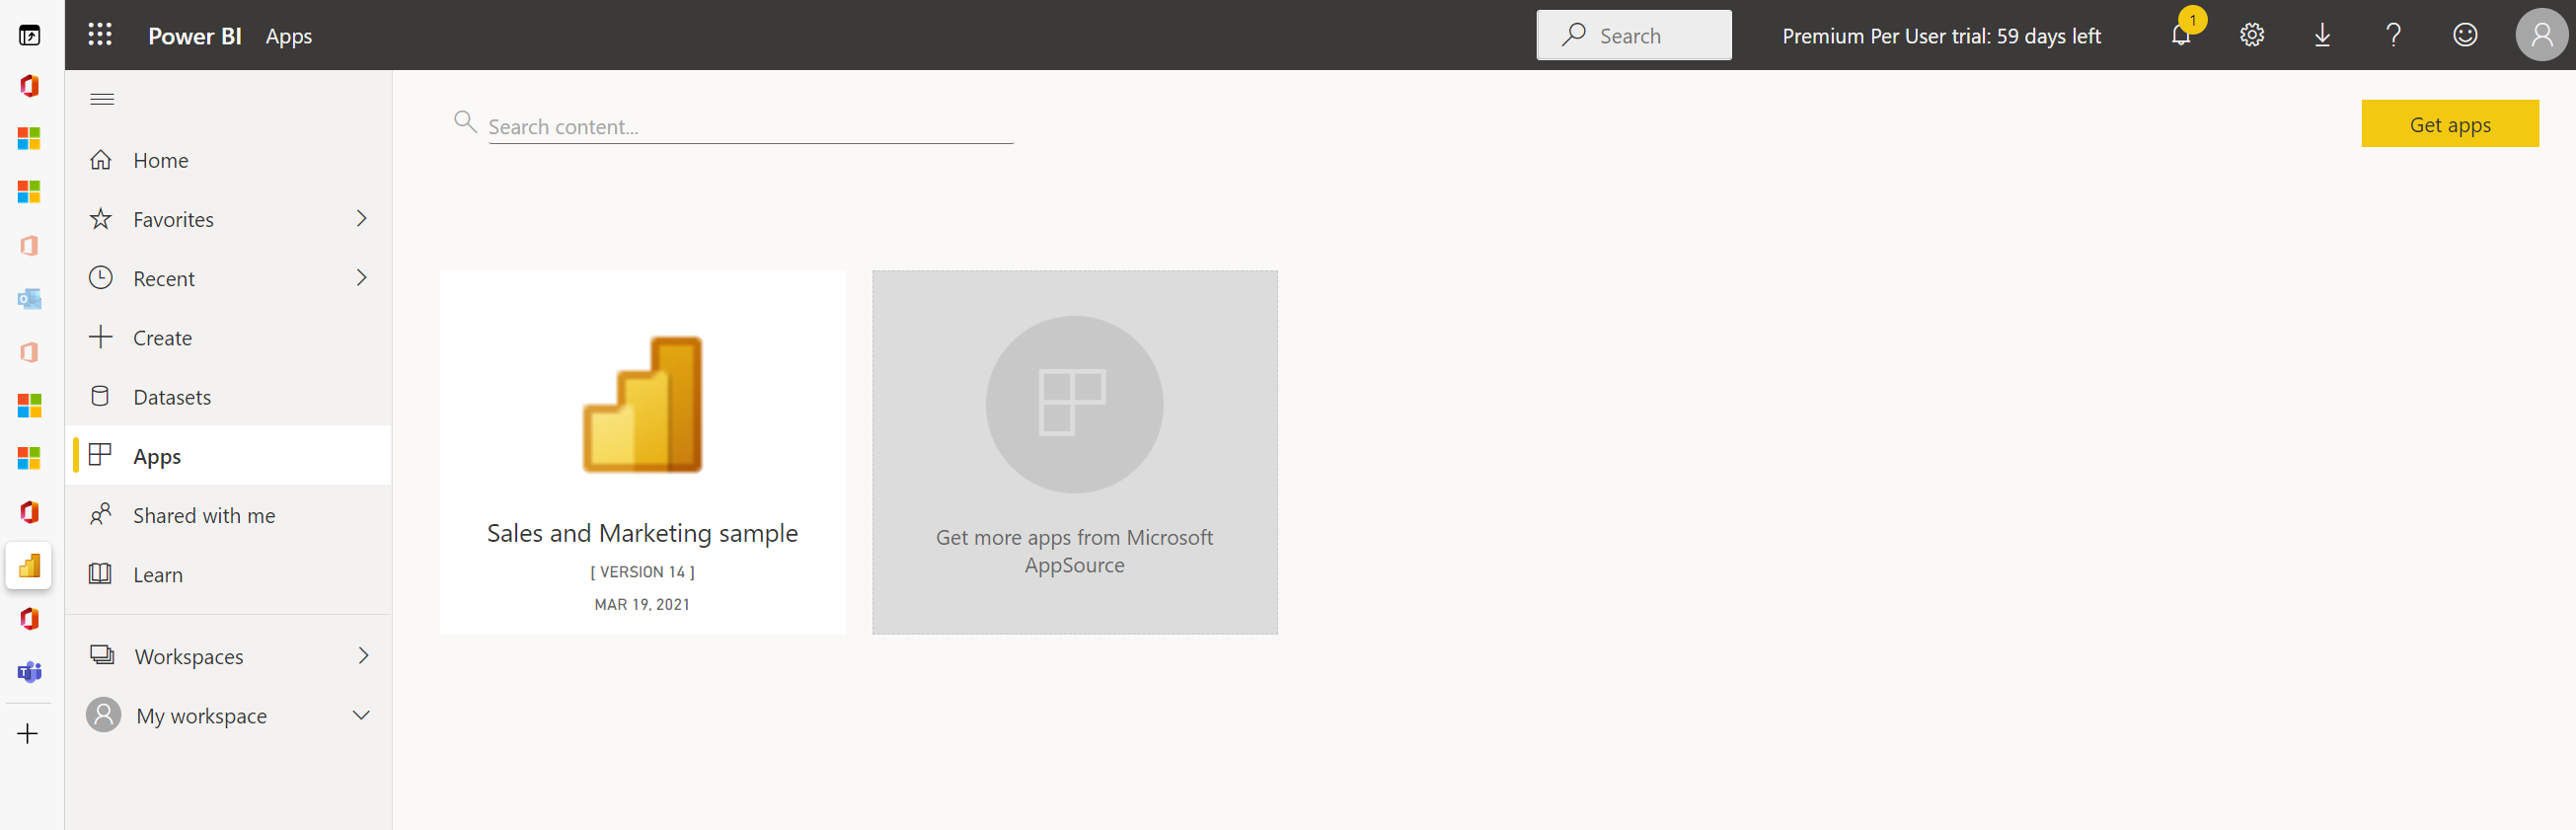 Power BI Apps
Search
Premium Per User trial: 59 days left
1
Search content...
Get apps
Home
Favorites
Recent
Create
Datasets
Apps
Shared with me
Learn
Workspaces
My workspace
Sales and Marketing sample
[ VERSION 14 ]
MAR 19, 2021
Get more apps from Microsoft
AppSource